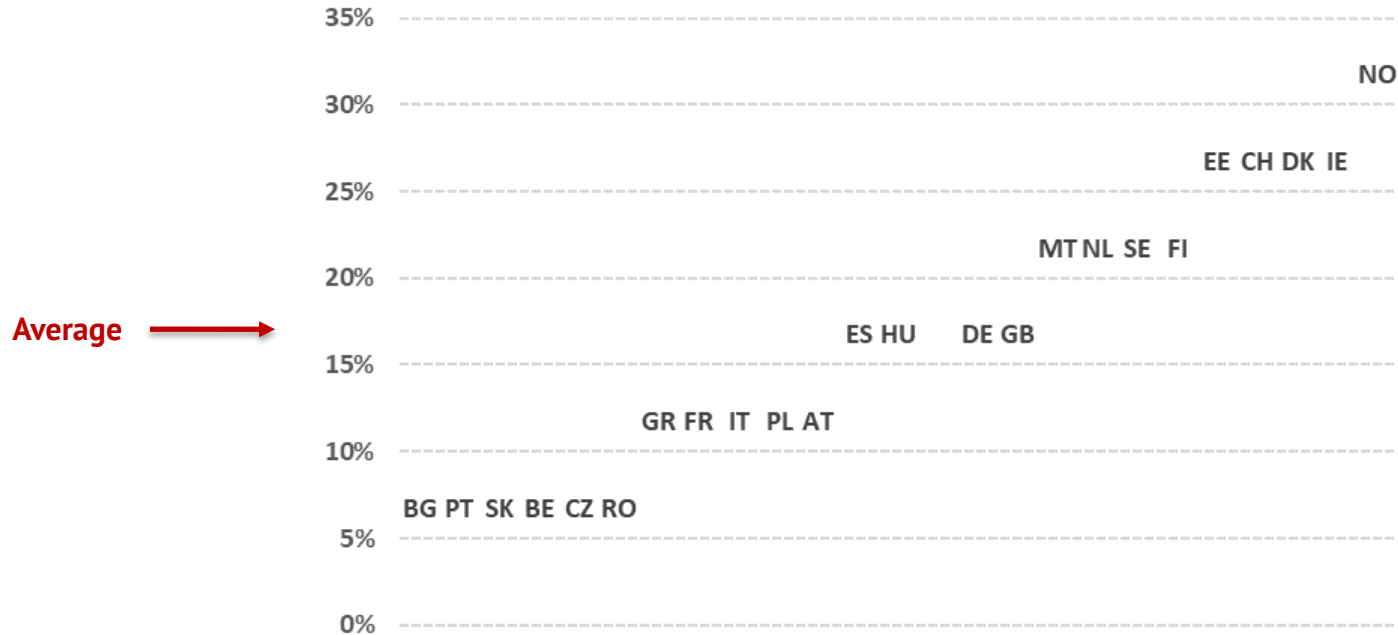 35%
NO
30%
EE CH DK IE
25%
MT NL SE FI
20%
Average
ES HU DE GB
15%
GR FR IT PL AT
10%
BG PT SK BE CZ RO
5%
0%